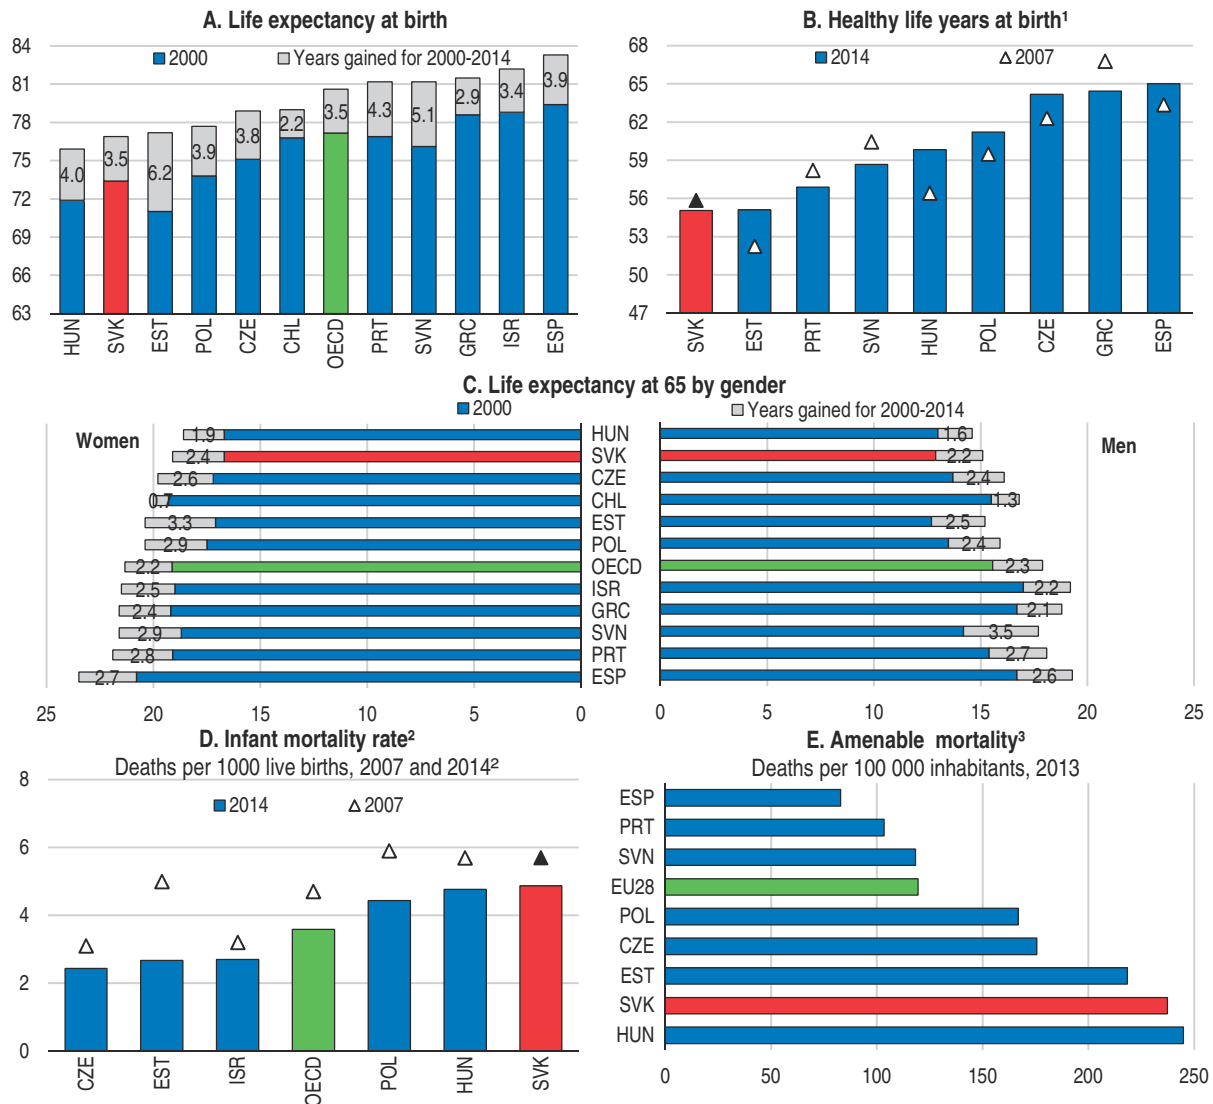 A. Life expectancy at birth
2000
Years gained for 2000-2014
84
81
78
75
72
69
66
63
4.0
3.5
6.2
3.9
3.8
2.2
3.5
4.3
5.1
2.9
3.4
3.9
HUN
SVK
EST
POL
CZE
CHL
OECD
PRT
SVN
GRC
ISR
ESP
B. Healthy life years at birth¹
2014
2007
68
65
62
59
56
53
50
47
SVK
EST
PRT
SVN
HUN
POL
CZE
GRC
ESP
C. Life expectancy at 65 by gender
2000
Years gained for 2000-2014
Women
Men
1.9 HUN 1.6
2.4 SVK 2.2
2.6 CZE 2.4
0.7 CHL 1.3
3.3 EST 2.5
2.9 POL 2.4
2.2 OECD 2.3
2.5 ISR 2.2
2.4 GRC 2.1
2.9 SVN 3.5
2.8 PRT 2.7
2.7 ESP 2.6
25 20 15 10 5 0
0 5 10 15 20 25
D. Infant mortality rate²
Deaths per 1000 live births, 2007 and 2014²
2014
2007
8
6
4
2
0
CZE
EST
ISR
OECD
POL
HUN
SVK
E. Amenable mortality³
Deaths per 100 000 inhabitants, 2013
ESP
PRT
SVN
EU28
POL
CZE
EST
SVK
HUN
0 50 100 150 200 250